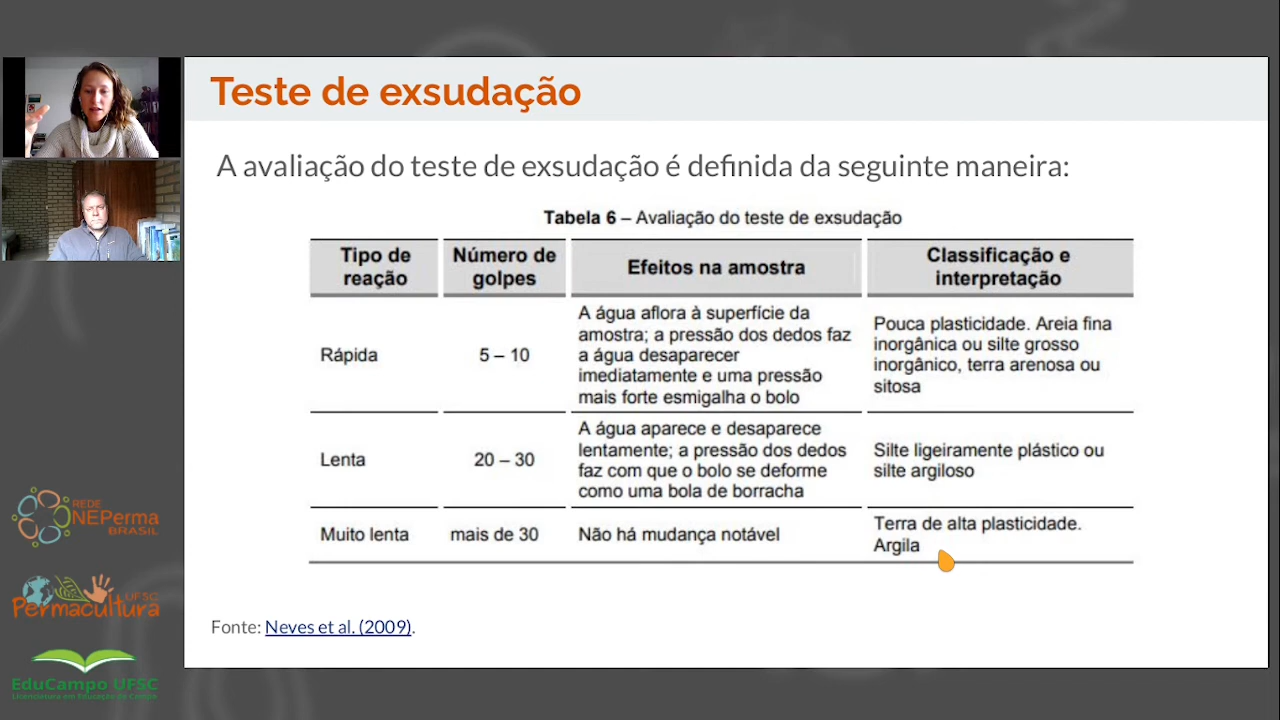 Teste de exsudação
A avaliação do teste de exsudação é definida da seguinte maneira:
Tabela 6 – Avaliação do teste de exsudação
Tipo de
reação
Número de
golpes
Efeitos na amostra
Classificação e
interpretação
Rápida
5 – 10
A água aflora à superfície da
amostra; a pressão dos dedos faz
a água desaparecer
imediatamente e uma pressão
mais forte esmigalha o bolo
Pouca plasticidade. Areia fina
inorgânica ou silte grosso
inorgânico, terra arenosa ou
sitosa
Lenta
20 – 30
A água aparece e desaparece
lentamente; a pressão dos dedos
faz com que o bolo se deforme
como uma bola de borracha
Silte ligeiramente plástico ou
silte argiloso
Muito lenta
mais de 30
Não há mudança notável
Terra de alta plasticidade.
Argila
Fonte: Neves et al. (2009).
REDE
NEPerma
BRASIL
UFSC
Permacultura
EduCampo UFSC
Licenciatura em Educação do Campo